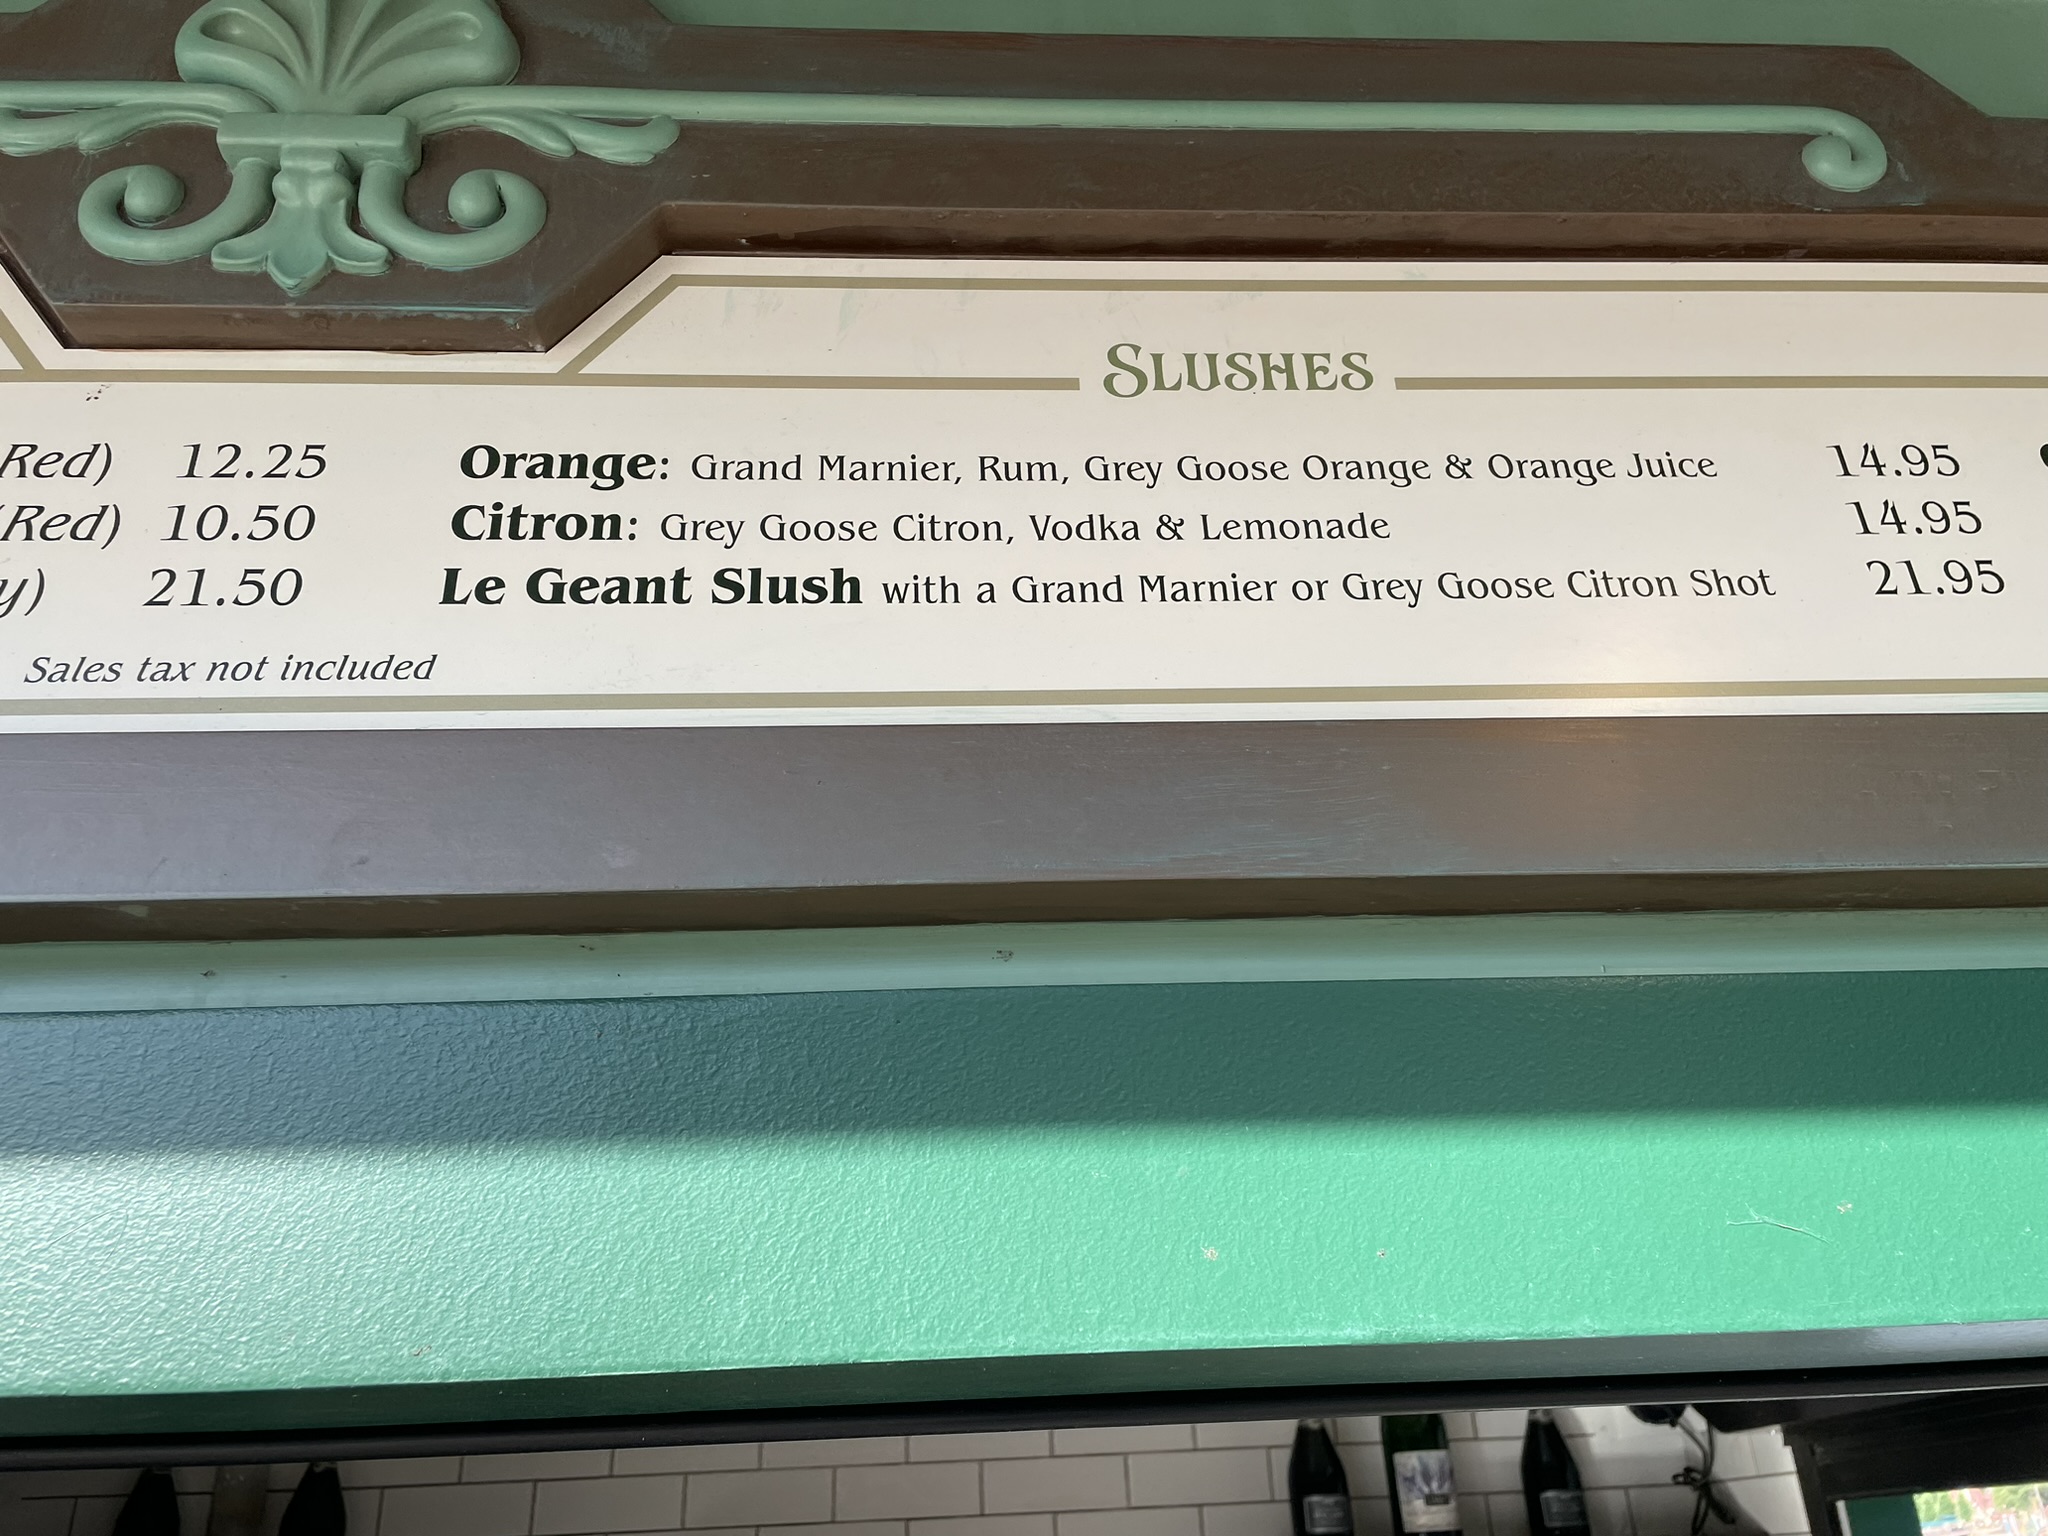 Slushes
Red) 12.25
Orange: Grand Marnier, Rum, Grey Goose Orange & Orange Juice 14.95
(Red) 10.50
Citron: Grey Goose Citron, Vodka & Lemonade 14.95
y) 21.50
Le Geant Slush with a Grand Marnier or Grey Goose Citron Shot 21.95
Sales tax not included